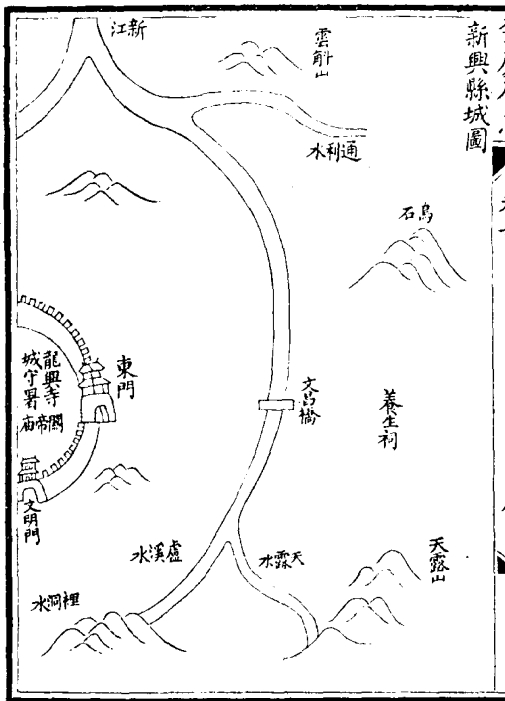 新興縣城圖
新江
雲斛山
通利水
烏石
東門
龍興寺
城守署
關帝庙
文明門
文昌橋
養生祠
盧溪水
天露水
天露山
裡洞水